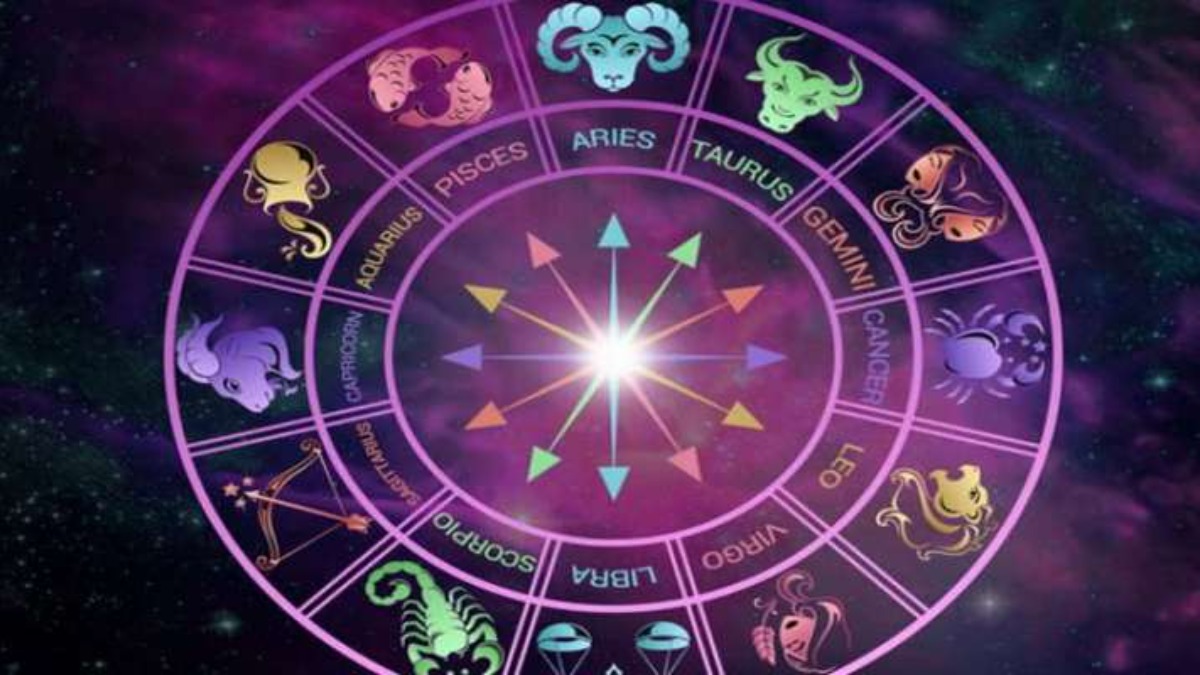 ARIES
TAURUS
GEMINI
CANCER
LEO
VIRGO
LIBRA
SCORPIO
SAGITTARIUS
CAPRICORN
AQUARIUS
PISCES